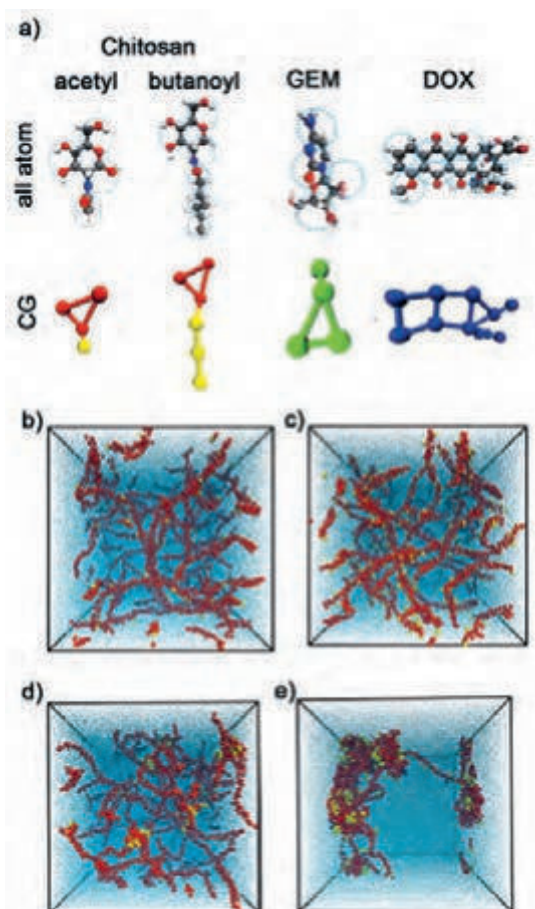 a)
Chitosan
acetyl butanoyl GEM DOX
all atom
CG
b) c)
d) e)